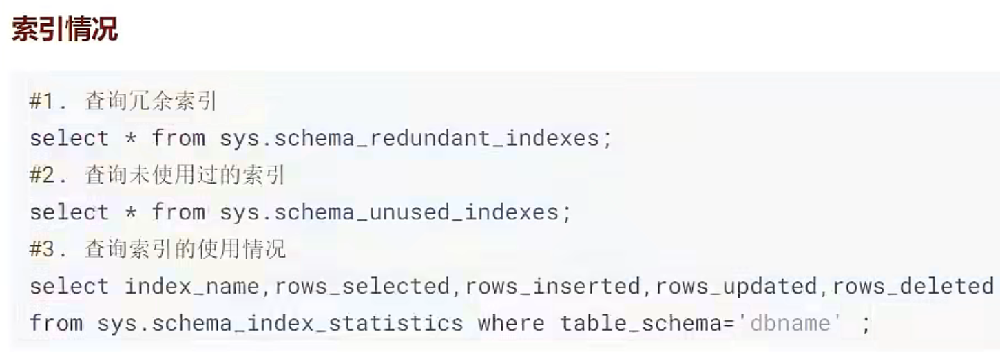 索引情况
#1. 查询冗余索引
select * from sys.schema_redundant_indexes;
#2. 查询未使用过的索引
select * from sys.schema_unused_indexes;
#3. 查询索引的使用情况
select index_name,rows_selected,rows_inserted,rows_updated,rows_deleted
from sys.schema_index_statistics where table_schema='dbname' ;